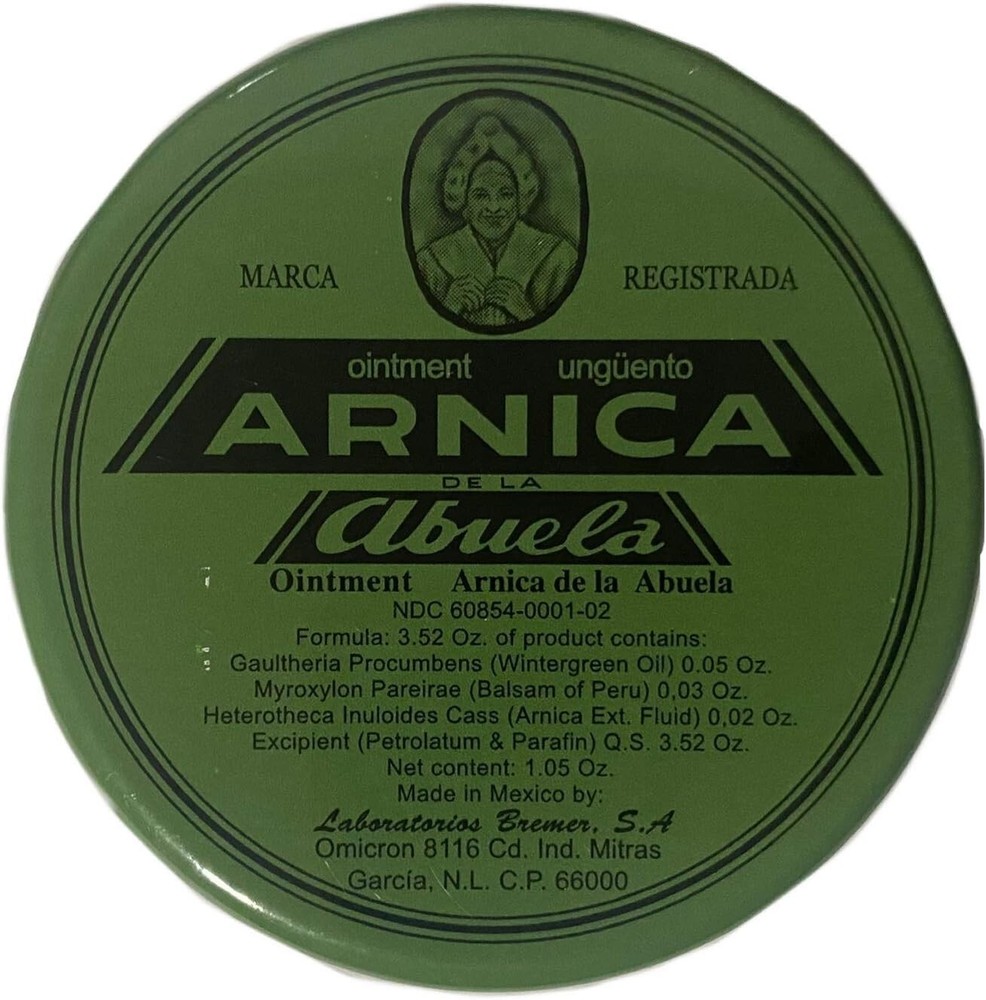 MARCA REGISTRADA
ointment ungüento
ARNICA
DE LA
Abuela
Ointment Arnica de la Abuela
NDC 60854-0001-02
Formula: 3.52 Oz. of product contains:
Gaultheria Procumbens (Wintergreen Oil) 0.05 Oz.
Myroxylon Pareirae (Balsam of Peru) 0,03 Oz.
Heterotheca Inuloides Cass (Arnica Ext. Fluid) 0,02 Oz.
Excipient (Petrolatum & Parafin) Q.S. 3.52 Oz.
Net content: 1.05 Oz.
Made in Mexico by:
Laboratorios Bremer, S.A
Omicron 8116 Cd. Ind. Mitras
García, N.L. C.P. 66000